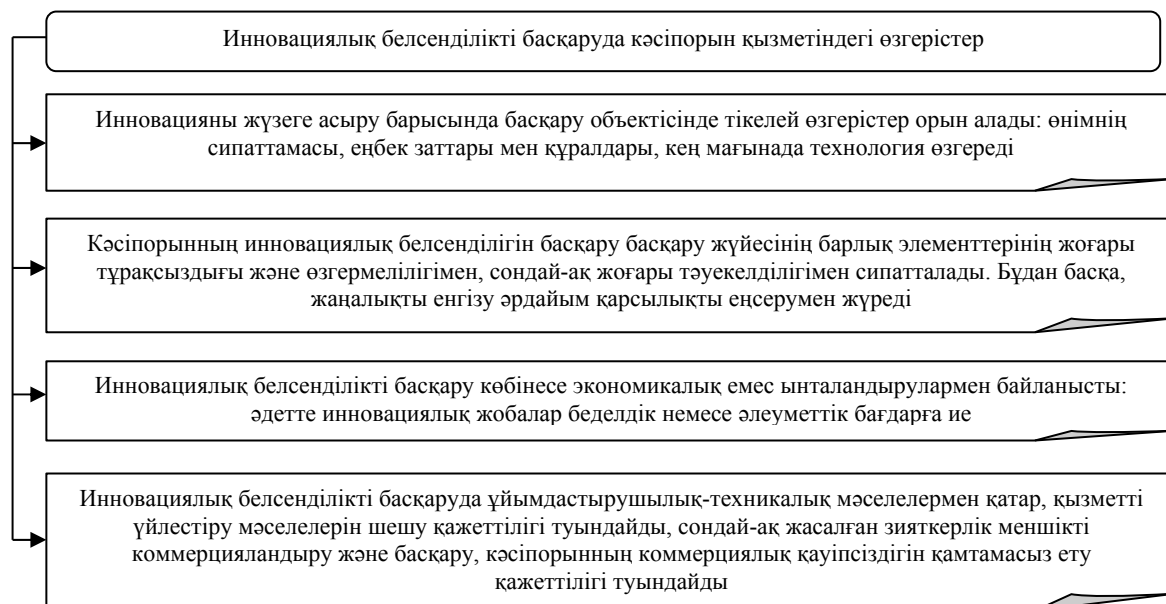 Инновациялық белсенділікті басқаруда кәсіпорын қызметіндегі өзгерістер
Инновацияны жүзеге асыру барысында басқару объектісінде тікелей өзгерістер орын алады: өнімнің
сипаттамасы, еңбек заттары мен құралдары, кең мағынада технология өзгереді
Кәсіпорынның инновациялық белсенділігін басқару басқару жүйесінің барлық элементтерінің жоғары
тұрақсыздығы және өзгермелілігімен, сондай-ақ жоғары тәуекелділігімен сипатталады. Бұдан басқа,
жаңалықты енгізу әрдайым қарсылықты еңсерумен жүреді
Инновациялық белсенділікті басқару көбінесе экономикалық емес ынталандырулармен байланысты:
әдетте инновациялық жобалар беделдік немесе әлеуметтік бағдарға ие
Инновациялық белсенділікті басқаруда ұйымдастырушылық-техникалық мәселелермен қатар, қызметті
үйлестіру мәселелерін шешу қажеттілігі туындайды, сондай-ақ жасалған зияткерлік меншікті
коммерцияландыру және басқару, кәсіпорынның коммерциялық қауіпсіздігін қамтамасыз ету
қажеттілігі туындайды